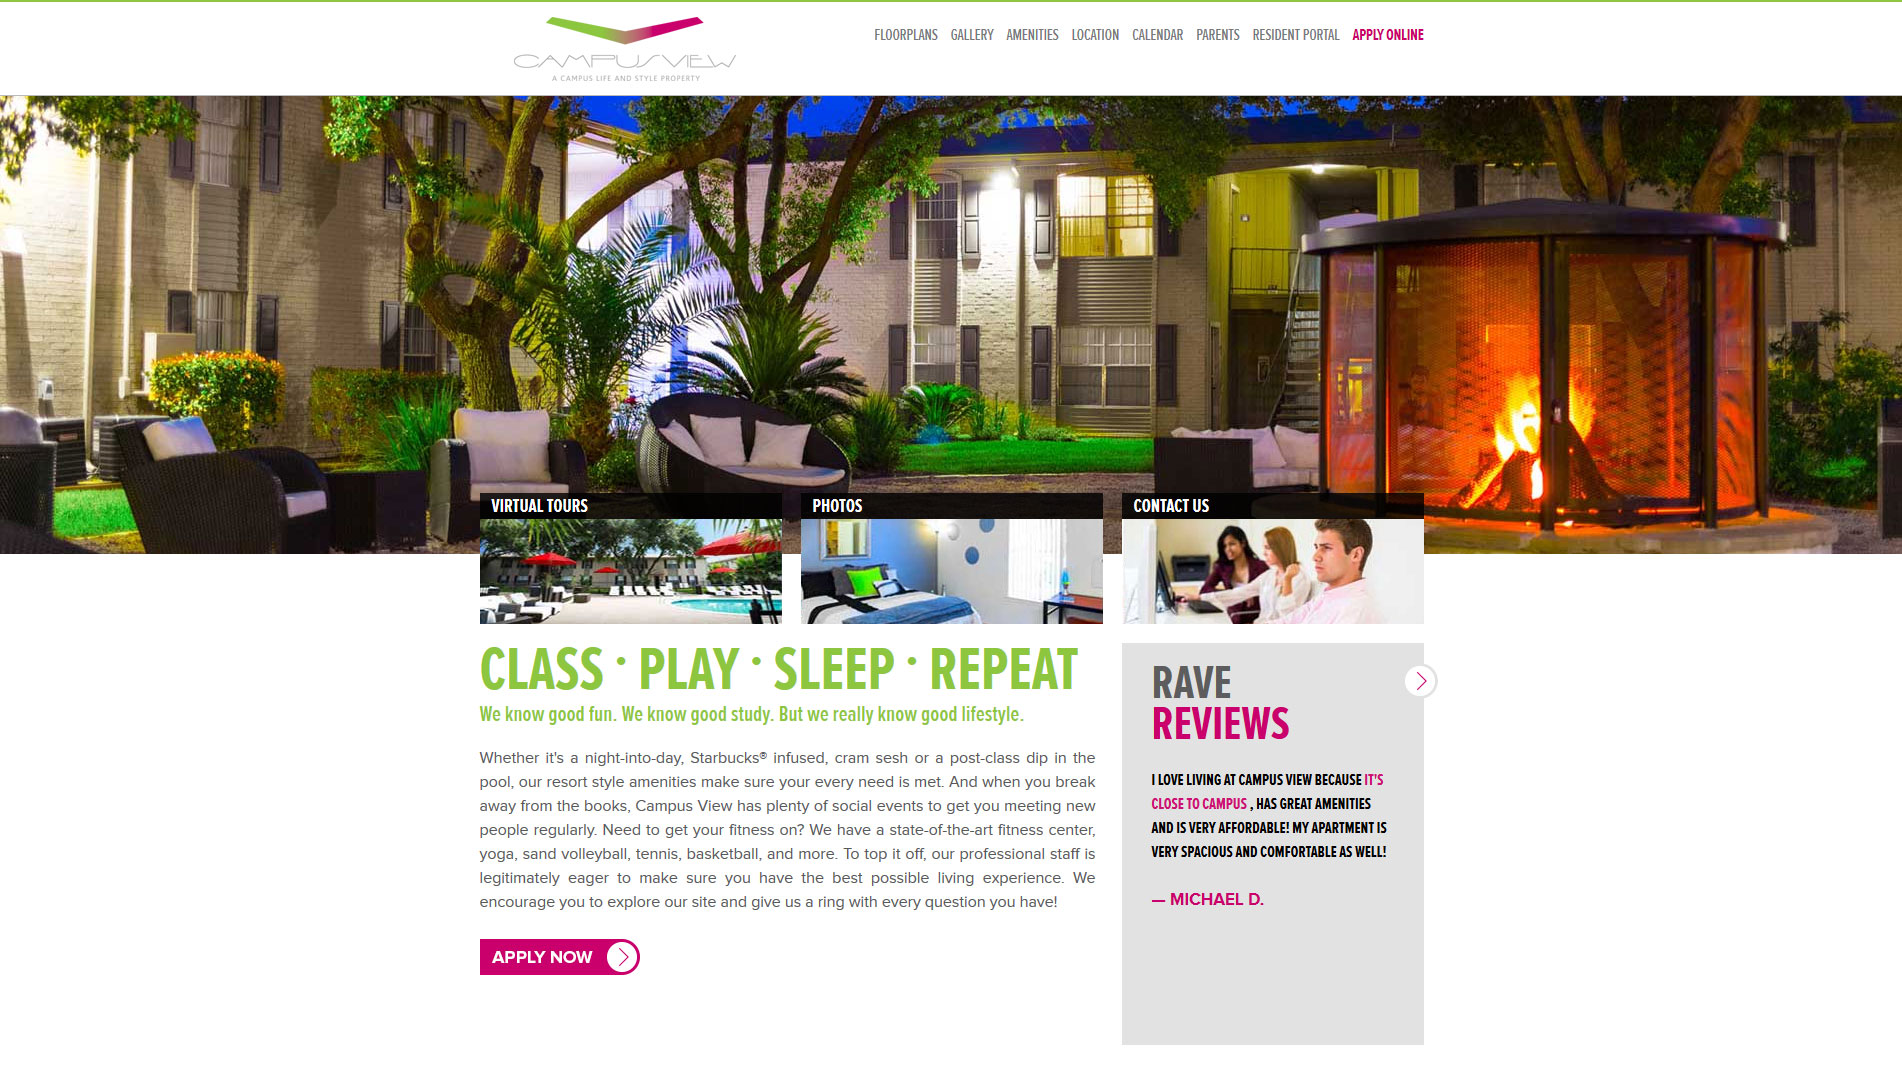 CAMPUSVIEW
A CAMPUS LIFE AND STYLE PROPERTY
FLOORPLANS GALLERY AMENITIES LOCATION CALENDAR PARENTS RESIDENT PORTAL APPLY ONLINE
VIRTUAL TOURS
PHOTOS
CONTACT US
CLASS · PLAY · SLEEP · REPEAT
We know good fun. We know good study. But we really know good lifestyle.
Whether it's a night-into-day, Starbucks® infused, cram sesh or a post-class dip in the
pool, our resort style amenities make sure your every need is met. And when you break
away from the books, Campus View has plenty of social events to get you meeting new
people regularly. Need to get your fitness on? We have a state-of-the-art fitness center,
yoga, sand volleyball, tennis, basketball, and more. To top it off, our professional staff is
legitimately eager to make sure you have the best possible living experience. We
encourage you to explore our site and give us a ring with every question you have!
APPLY NOW
RAVE
REVIEWS
I LOVE LIVING AT CAMPUS VIEW BECAUSE IT'S
CLOSE TO CAMPUS , HAS GREAT AMENITIES
AND IS VERY AFFORDABLE! MY APARTMENT IS
VERY SPACIOUS AND COMFORTABLE AS WELL!
— MICHAEL D.